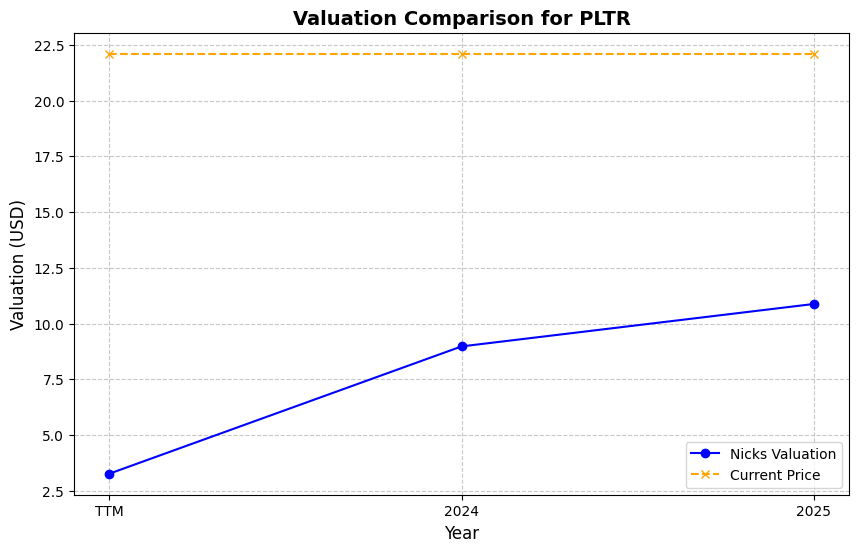 Valuation Comparison for PLTR
Valuation (USD)
22.5
20.0
17.5
15.0
12.5
10.0
7.5
5.0
2.5
TTM
2024
2025
Year
Nicks Valuation
Current Price